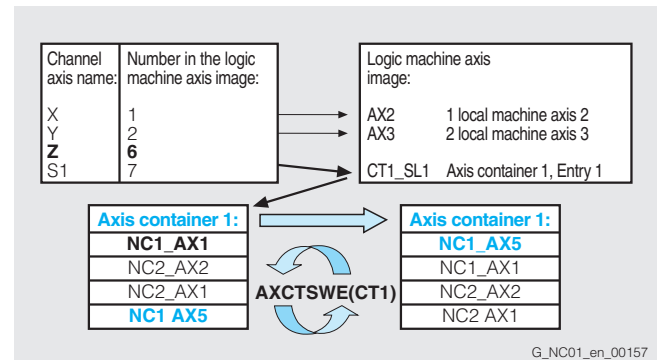 Channel axis name:
Number in the logic machine axis image:
X 1
Y 2
Z 6
S1 7
Logic machine axis image:
AX2 1 local machine axis 2
AX3 2 local machine axis 3
CT1_SL1 Axis container 1, Entry 1
Axis container 1:
NC1_AX1
NC2_AX2
NC2_AX1
NC1 AX5
AXCTSWE(CT1)
Axis container 1:
NC1_AX5
NC1_AX1
NC2_AX2
NC2 AX1
G_NC01_en_00157